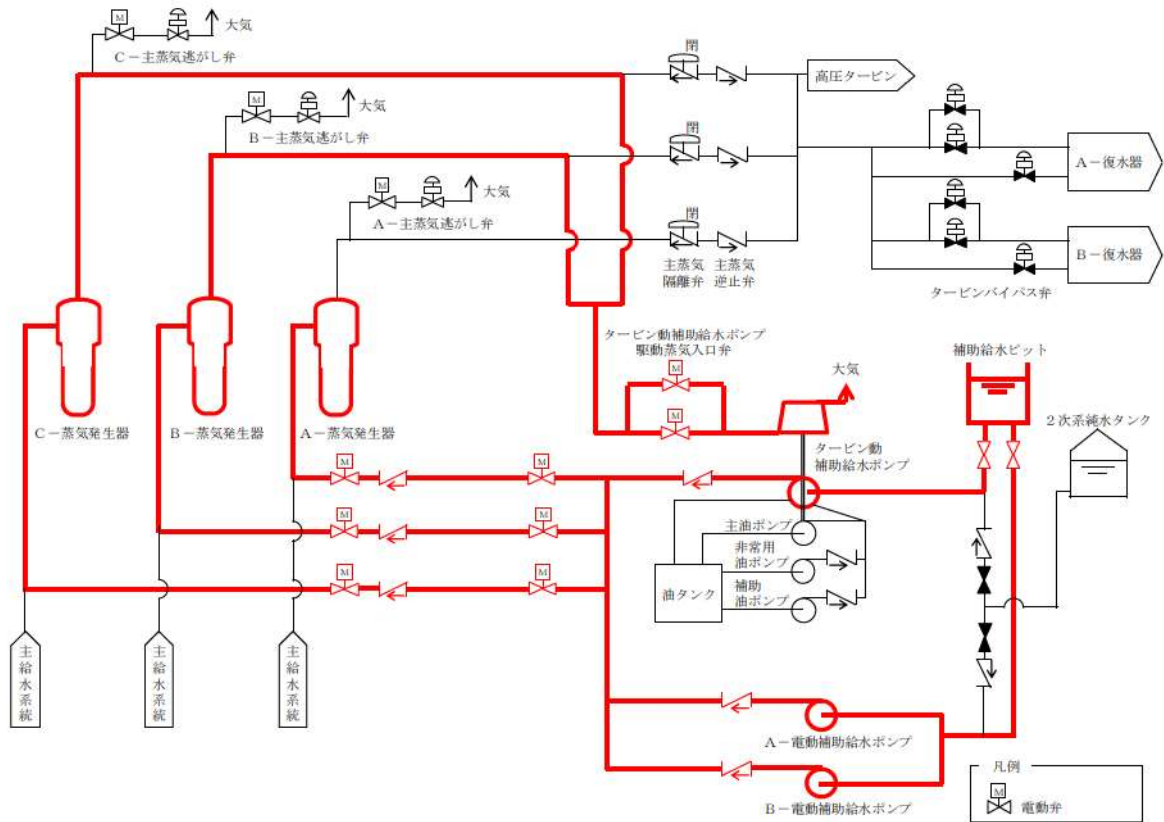 M
大気
C－主蒸気逃がし弁
閉
高圧タービン
M
大気
B－主蒸気逃がし弁
閉
A－復水器
M
大気
A－主蒸気逃がし弁
閉
主蒸気
隔離弁
主蒸気
逆止弁
B－復水器
タービンバイパス弁
タービン動補助給水ポンプ
駆動蒸気入口弁
M
M
大気
補助給水ピット
2次系純水タンク
C－蒸気発生器
B－蒸気発生器
A－蒸気発生器
タービン動
補助給水ポンプ
M
M
M
M
M
M
主油ポンプ
非常用
油ポンプ
補助
油ポンプ
油タンク
主給水系統
主給水系統
主給水系統
A－電動補助給水ポンプ
B－電動補助給水ポンプ
凡例
M
電動弁